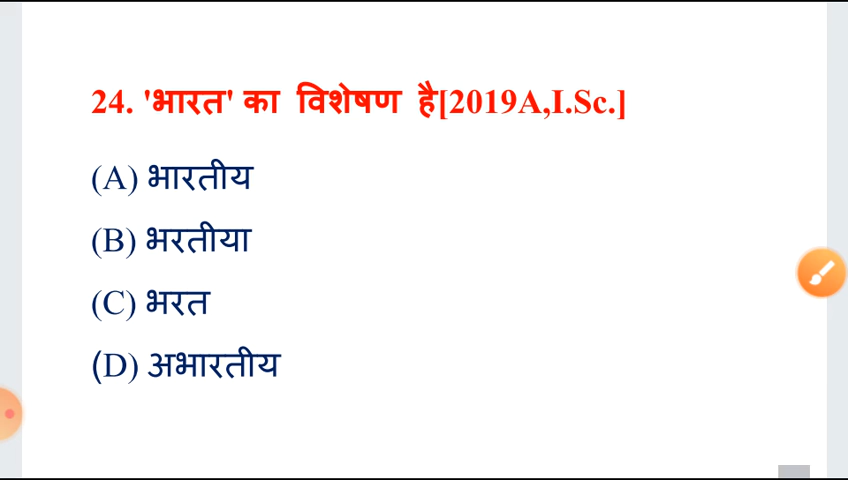 24. 'भारत' का विशेषण है[2019A,I.Sc.]
(A) भारतीय
(B) भरतीया
(C) भरत
(D) अभारतीय